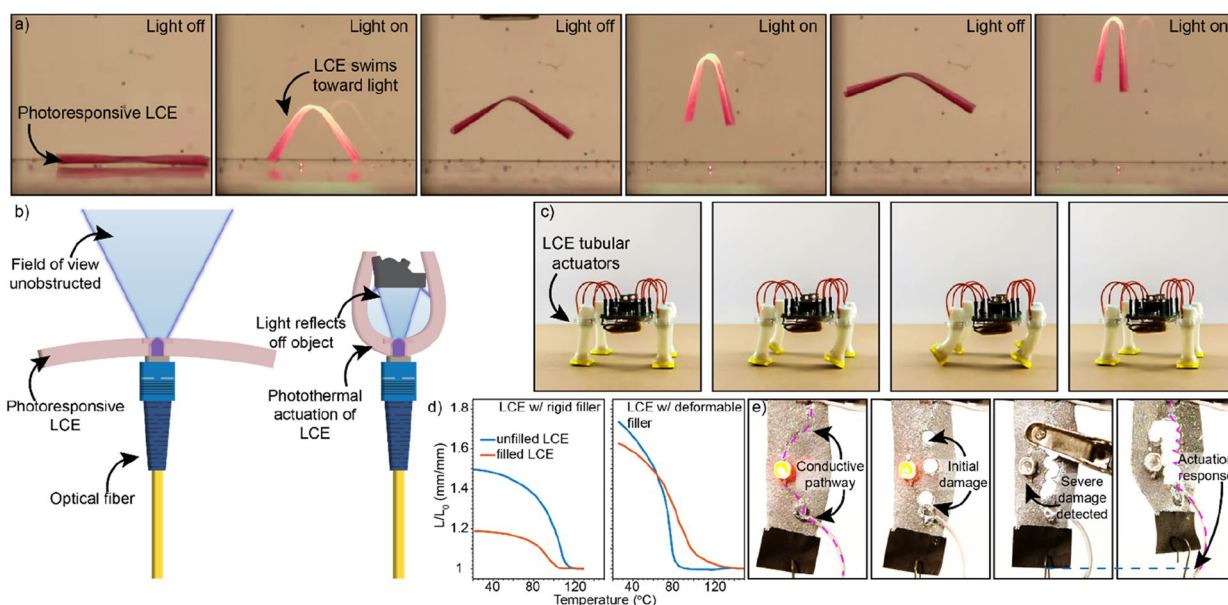 a)
Light off
Light on
Light off
Light on
Light off
Light on
LCE swims
toward light
Photoresponsive LCE
b)
Field of view
unobstructed
Light reflects
off object
Photoresponsive
LCE
Photothermal
actuation of
LCE
Optical fiber
c)
LCE tubular
actuators
d)
LCE w/ rigid filler
LCE w/ deformable
filler
unfilled LCE
filled LCE
L/L0 (mm/mm)
1.8
1.6
1.4
1.2
1
40
80
120
40
80
120
Temperature (°C)
e)
Conductive
pathway
Initial
damage
Severe
damage
detected
Actuation
response